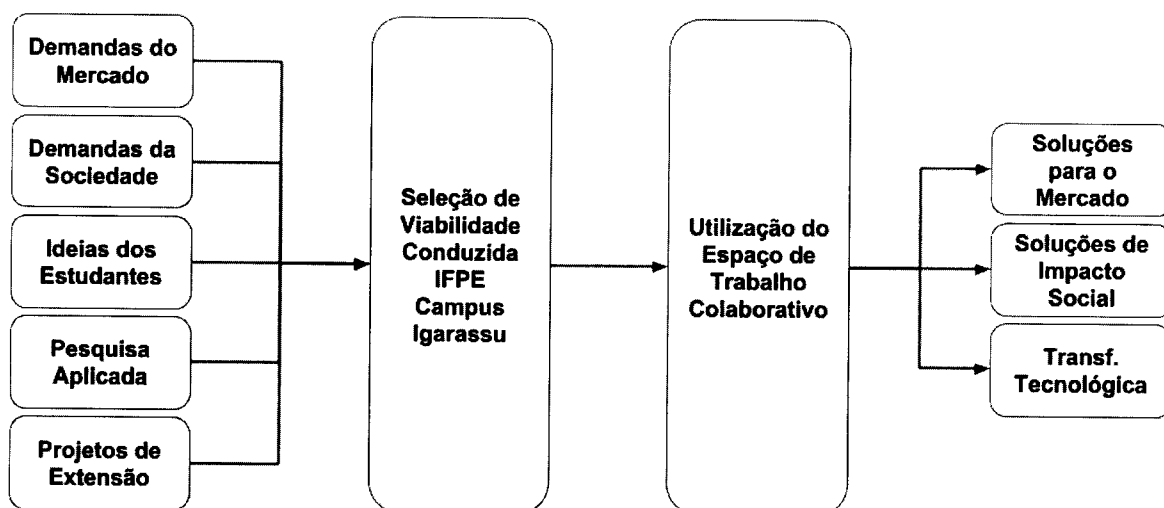 Demandas do
Mercado
Demandas da
Sociedade
Ideias dos
Estudantes
Pesquisa
Aplicada
Projetos de
Extensão
Seleção de
Viabilidade
Conduzida
IFPE
Campus
Igarassu
Utilização do
Espaço de
Trabalho
Colaborativo
Soluções
para o
Mercado
Soluções de
Impacto
Social
Transf.
Tecnológica